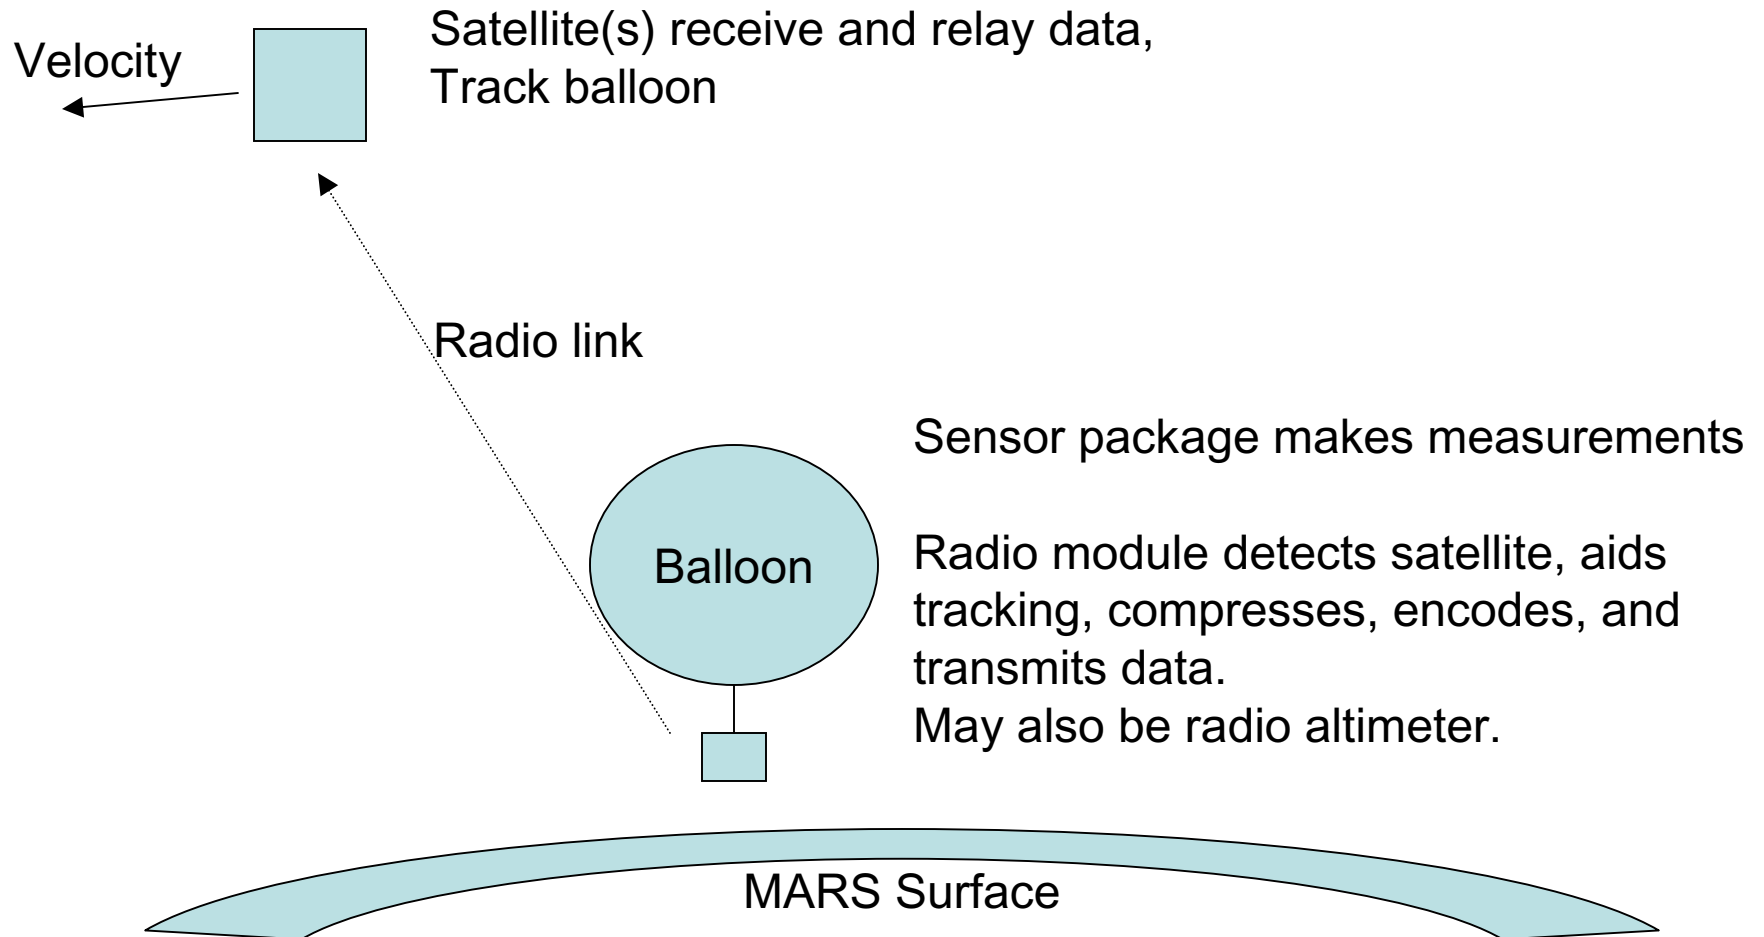 Satellite(s) receive and relay data,
Track balloon
Velocity
Radio link
Sensor package makes measurements
Balloon
Radio module detects satellite, aids
tracking, compresses, encodes, and
transmits data.
May also be radio altimeter.
MARS Surface